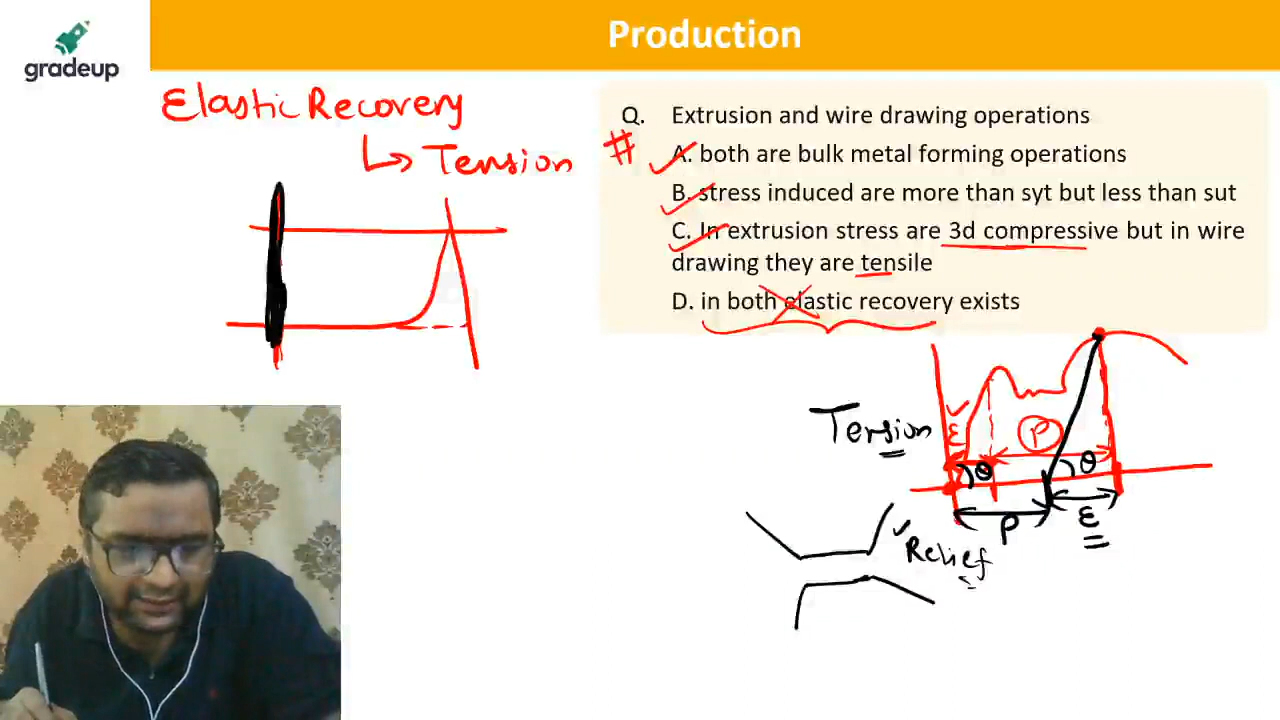 Production
gradeup
Elastic Recovery
↳ Tension
Q. Extrusion and wire drawing operations
# A. both are bulk metal forming operations
B. stress induced are more than syt but less than sut
C. In extrusion stress are 3d compressive but in wire
drawing they are tensile
D. in both elastic recovery exists
Tension
ε
P
θ
θ
P
ε
Relief